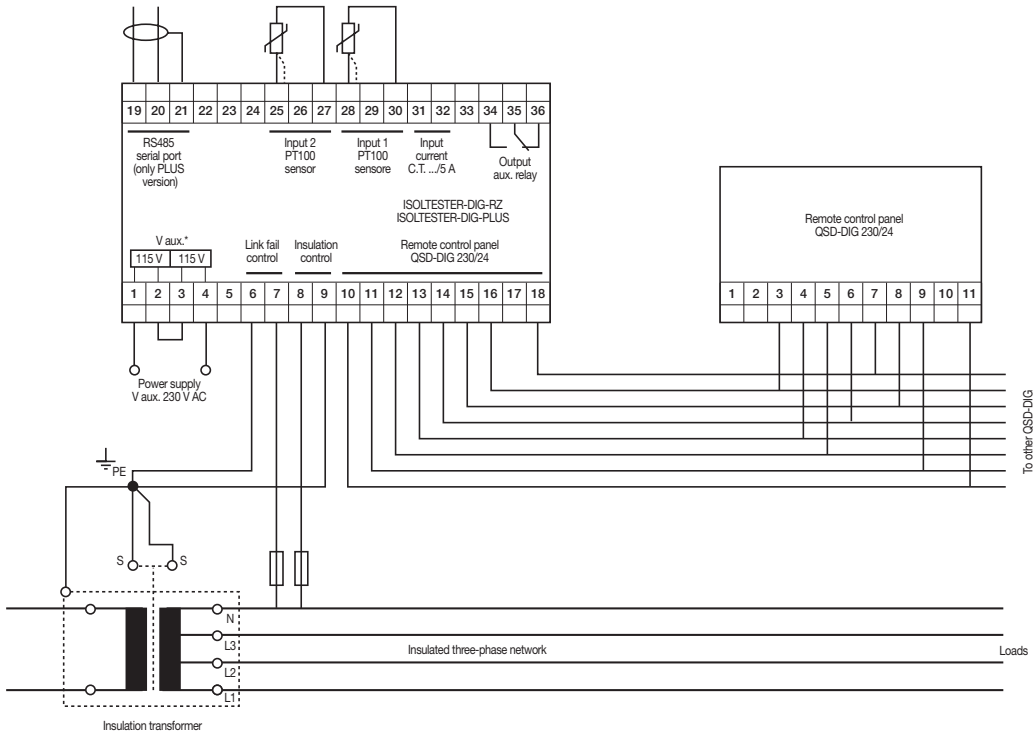 19 20 21 22 23 24 25 26 27 28 29 30 31 32 33 34 35 36
RS485
serial port
(only PLUS
version)
Input 2
PT100
sensor
Input 1
PT100
sensore
Input
current
C.T. .../5 A
Output
aux. relay
ISOLTESTER-DIG-RZ
ISOLTESTER-DIG-PLUS
V aux.*
115 V 115 V
Link fail
control
Insulation
control
Remote control panel
QSD-DIG 230/24
1 2 3 4 5 6 7 8 9 10 11 12 13 14 15 16 17 18
Power supply
V aux. 230 V AC
Remote control panel
QSD-DIG 230/24
1 2 3 4 5 6 7 8 9 10 11
To other QSD-DIG
PE
S S
N
L3
L2
L1
Insulated three-phase network
Loads
Insulation transformer